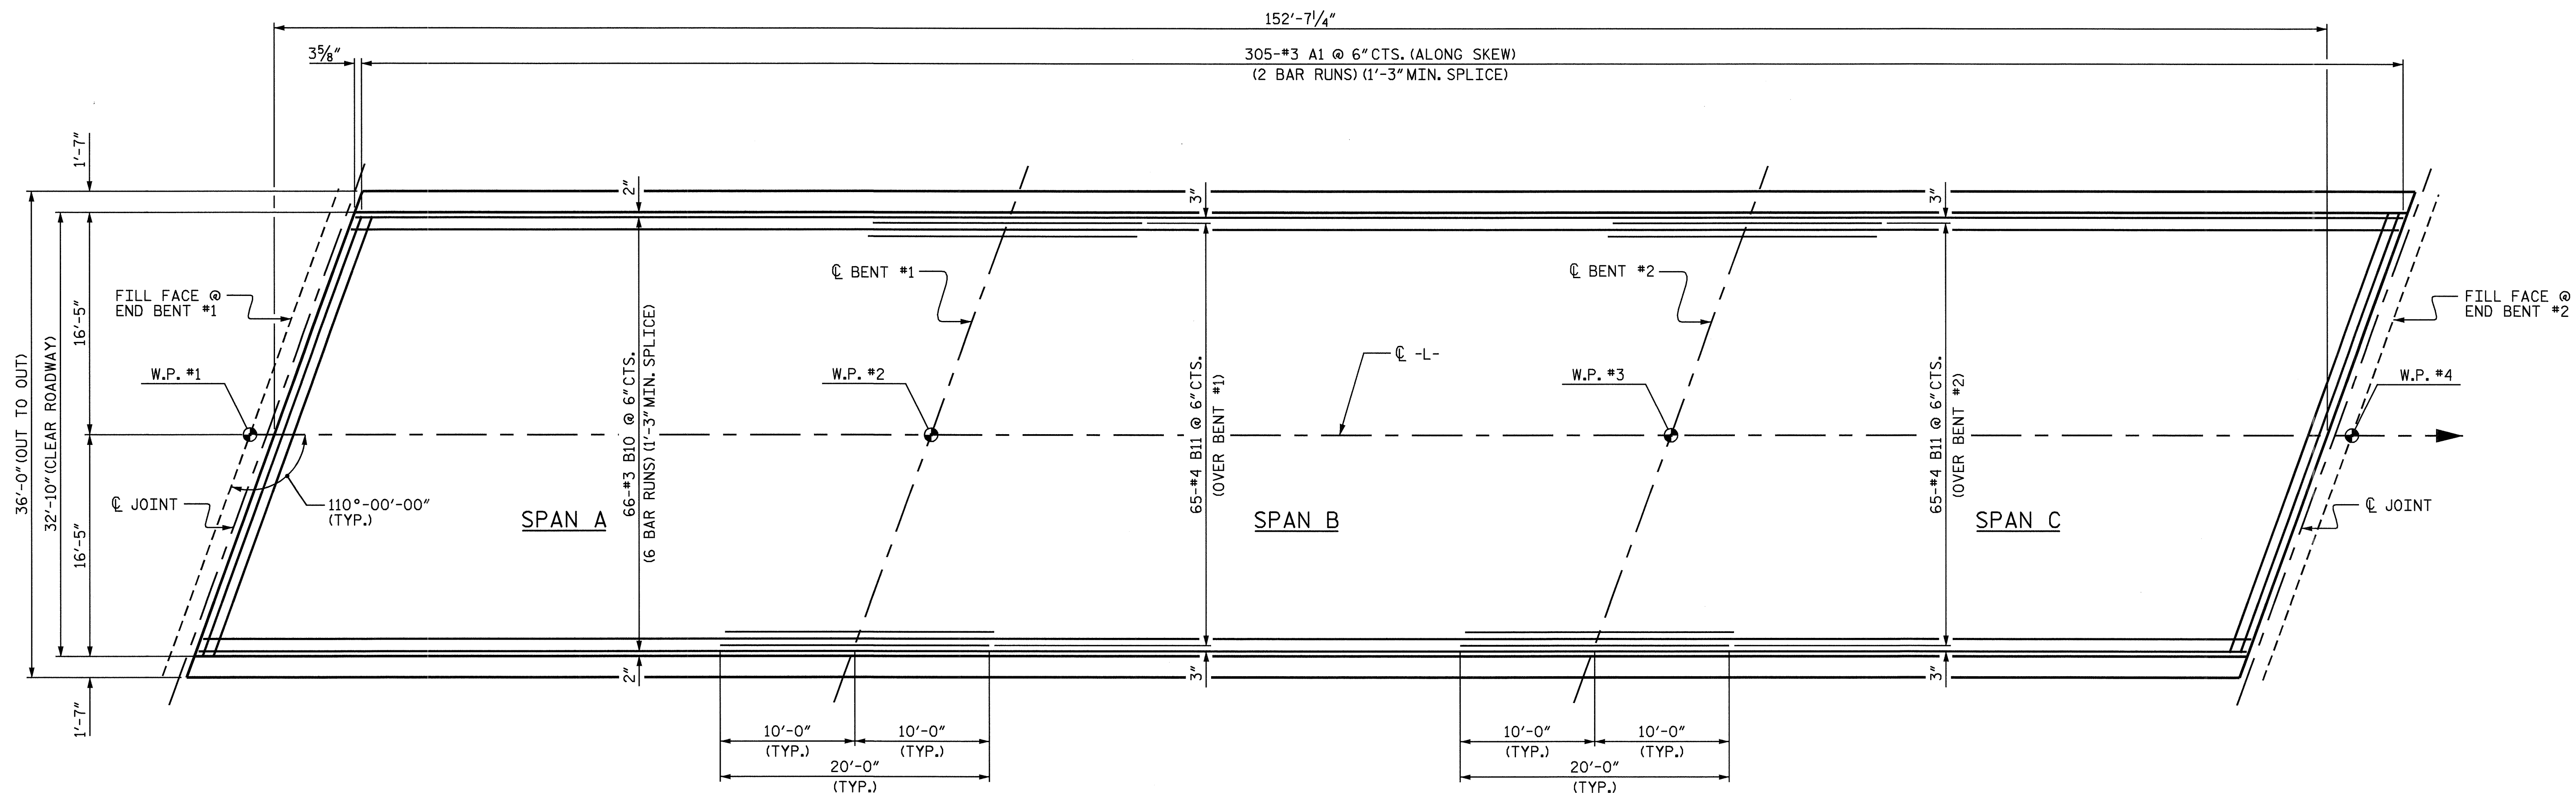 152'-7 1/4"
3 5/8"
305-#3 A1 @ 6" CTS. (ALONG SKEW)
(2 BAR RUNS) (1'-3" MIN. SPLICE)
1'-7"
36'-0" (OUT TO OUT)
32'-10" (CLEAR ROADWAY)
16'-5"
16'-5"
1'-7"
FILL FACE @
END BENT #1
W.P. #1
℄ JOINT
110°-00'-00"
(TYP.)
SPAN A
2"
66-#3 B10 @ 6" CTS.
(6 BAR RUNS) (1'-3" MIN. SPLICE)
2"
℄ BENT #1
W.P. #2
3"
65-#4 B11 @ 6" CTS.
(OVER BENT #1)
3"
SPAN B
℄ -L-
℄ BENT #2
W.P. #3
3"
65-#4 B11 @ 6" CTS.
(OVER BENT #2)
3"
SPAN C
FILL FACE @
END BENT #2
W.P. #4
℄ JOINT
10'-0"
(TYP.)
10'-0"
(TYP.)
20'-0"
(TYP.)
10'-0"
(TYP.)
10'-0"
(TYP.)
20'-0"
(TYP.)